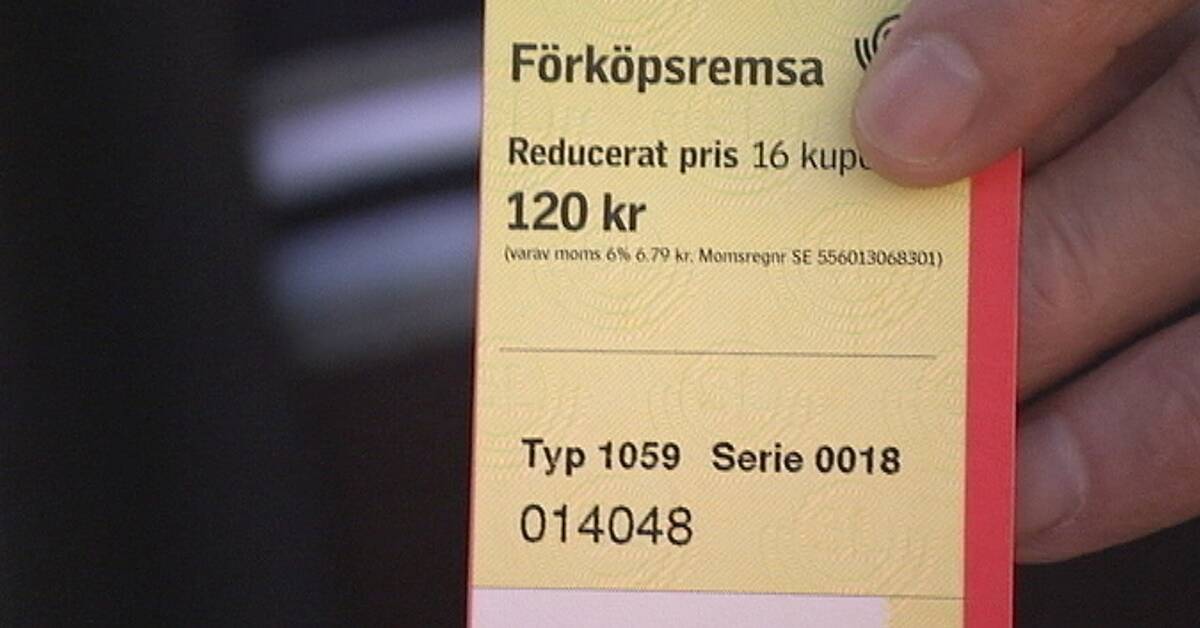 Förköpsremsa
Reducerat pris 16
120 kr
(varav moms 6% 6.79 kr. Momsregnr SE 556013068301)
Typ 1059 Serie 0018
014048